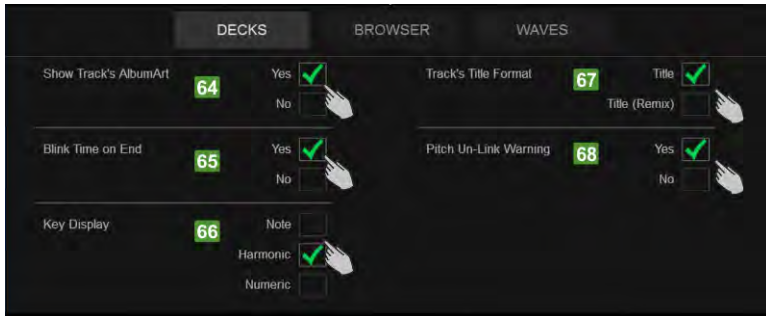 DECKS BROWSER WAVES
Show Track's AlbumArt 64 Yes
No
Blink Time on End 65 Yes
No
Key Display 66 Note
Harmonic
Numeric
Track's Title Format 67 Title
Title (Remix)
Pitch Un-Link Warning 68 Yes
No